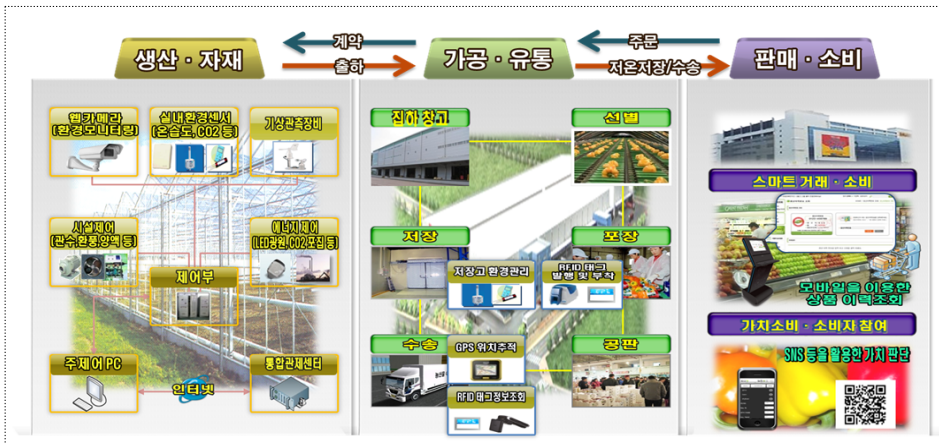 계약
주문
생산 · 자재
가공 · 유통
판매 · 소비
출하
저온저장/수송
웹카메라
(환경모니터링)
실내환경센서
(온습도,CO2 등)
기상관측장비
시설제어
(관수,환풍,양액 등)
에너지제어
(LED광원,CO2포집 등)
제어부
주제어 PC
인터넷
통합관제센터
집하 창고
선별
저장
포장
저장고 환경관리
RFID 태그
발행 및 부착
수송
GPS 위치추적
공판
RFID 태그정보조회
스마트 거래 · 소비
모바일을 이용한
상품 이력조회
가치소비 · 소비자 참여
SNS 등을 활용한 가치 판단